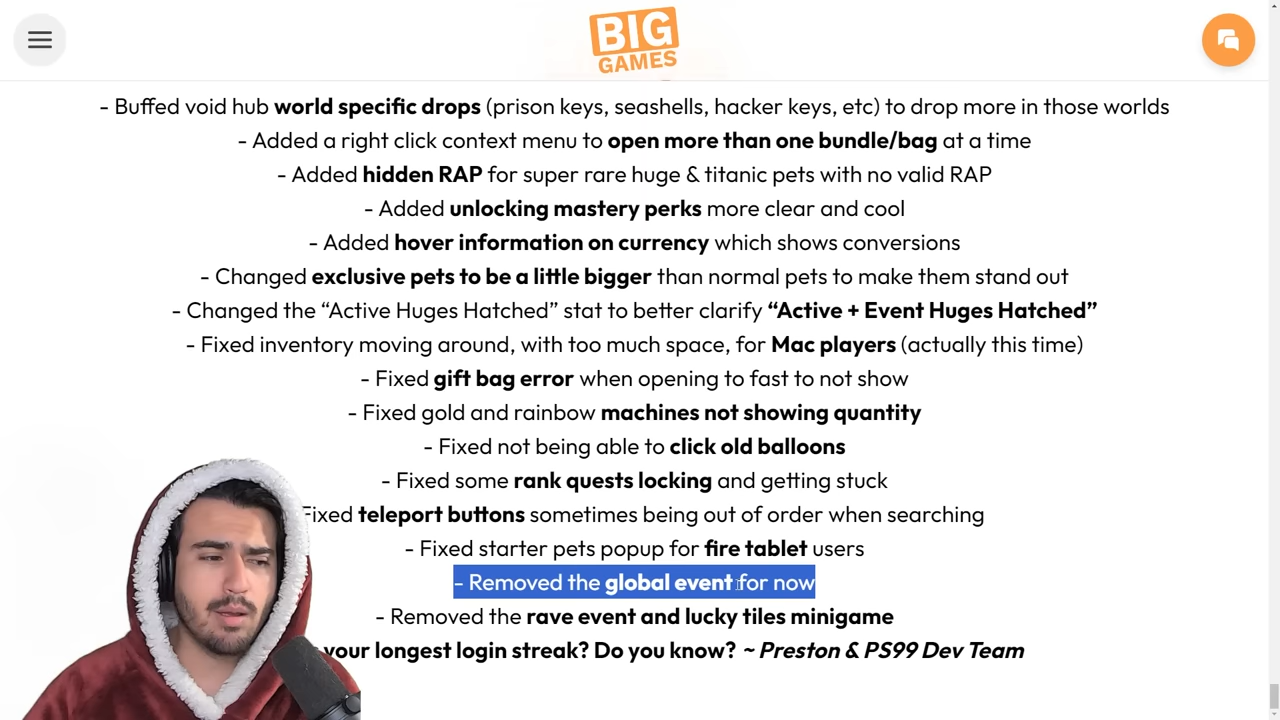 BIG
GAMES
- Buffed void hub world specific drops (prison keys, seashells, hacker keys, etc) to drop more in those worlds
- Added a right click context menu to open more than one bundle/bag at a time
- Added hidden RAP for super rare huge & titanic pets with no valid RAP
- Added unlocking mastery perks more clear and cool
- Added hover information on currency which shows conversions
- Changed exclusive pets to be a little bigger than normal pets to make them stand out
- Changed the “Active Huges Hatched” stat to better clarify “Active + Event Huges Hatched”
- Fixed inventory moving around, with too much space, for Mac players (actually this time)
- Fixed gift bag error when opening to fast to not show
- Fixed gold and rainbow machines not showing quantity
- Fixed not being able to click old balloons
- Fixed some rank quests locking and getting stuck
Fixed teleport buttons sometimes being out of order when searching
- Fixed starter pets popup for fire tablet users
- Removed the global event for now
- Removed the rave event and lucky tiles minigame
your longest login streak? Do you know? ~ Preston & PS99 Dev Team